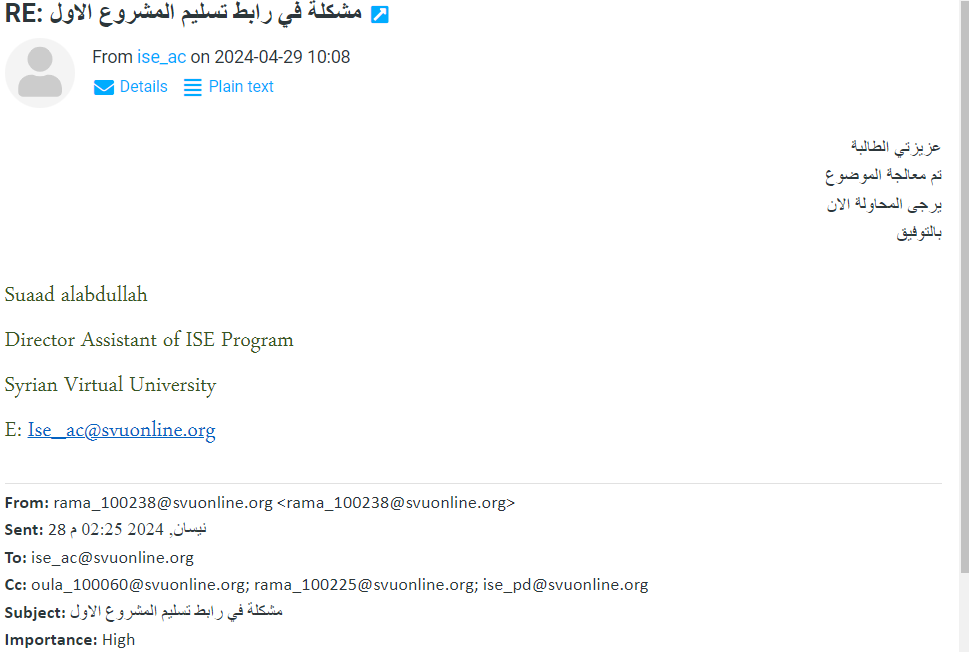 RE: مشكلة في رابط تسليم المشروع الاول
From ise_ac on 2024-04-29 10:08
Details Plain text
عزيزتي الطالبة
تم معالجة الموضوع
يرجى المحاولة الان
بالتوفيق
Suaad alabdullah
Director Assistant of ISE Program
Syrian Virtual University
E: Ise_ac@svuonline.org
From: rama_100238@svuonline.org <rama_100238@svuonline.org>
Sent: 28 نيسان, 2024 02:25 م
To: ise_ac@svuonline.org
Cc: oula_100060@svuonline.org; rama_100225@svuonline.org; ise_pd@svuonline.org
Subject: مشكلة في رابط تسليم المشروع الاول
Importance: High